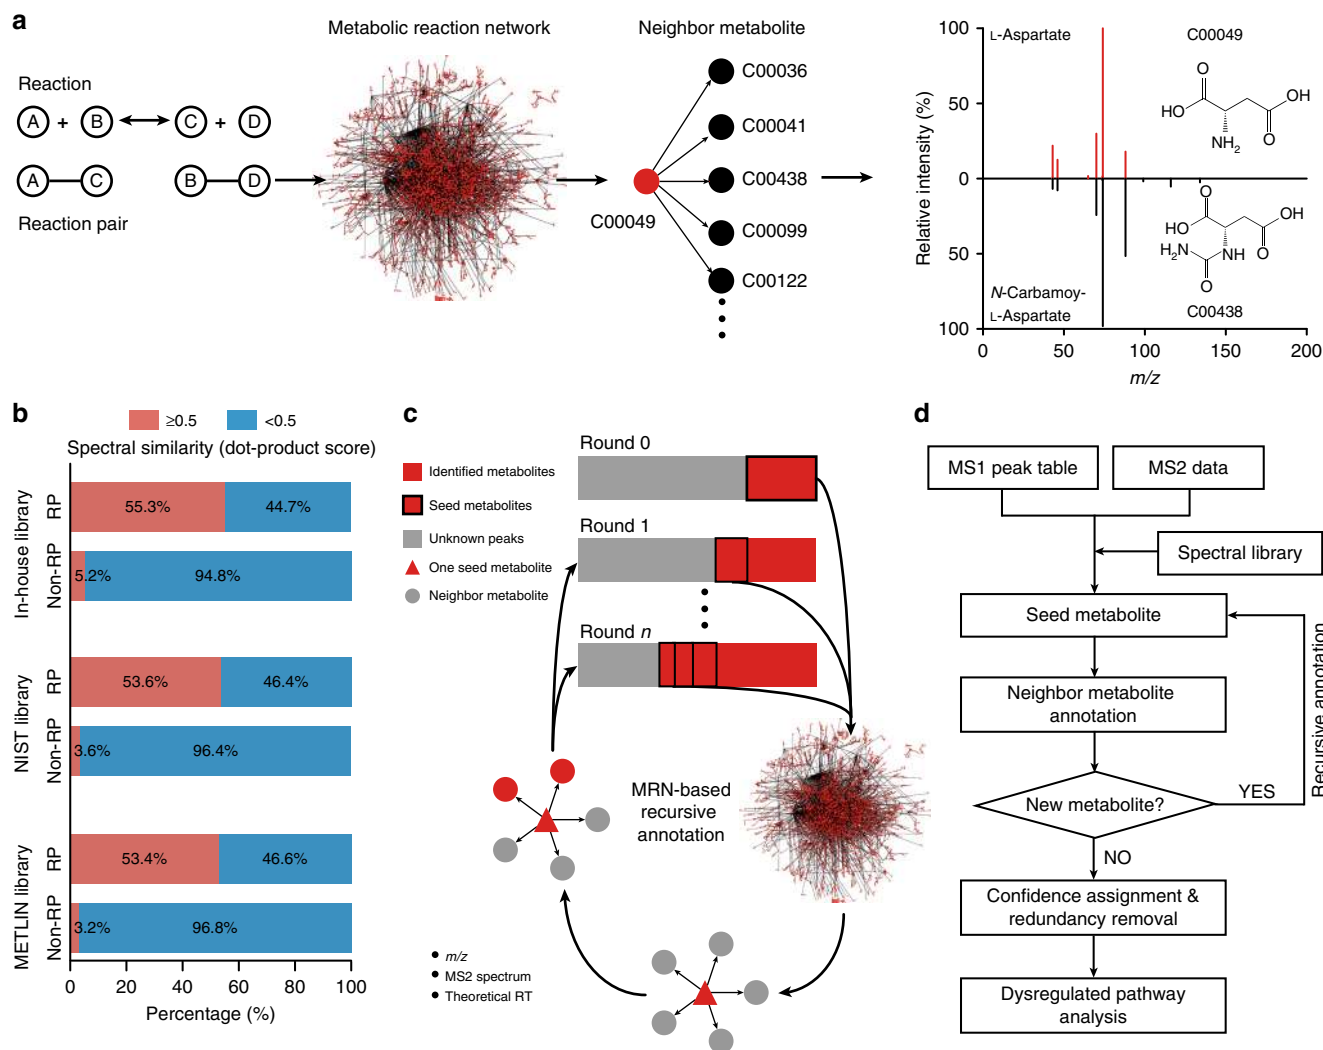 a
Metabolic reaction network
Neighbor metabolite
Reaction
A + B C + D
A C B D
Reaction pair
C00049
C00036
C00041
C00438
C00099
C00122
100
50
0
50
100
Relative intensity (%)
L-Aspartate
C00049
O
HO
OH
NH2
O
O
HO
OH
H2N
NH
O
O
N-Carbamoy-
L-Aspartate
C00438
0 50 100 150 200
m/z
b
≥0.5 <0.5
Spectral similarity (dot-product score)
In-house library
RP
55.3% 44.7%
Non-RP
5.2% 94.8%
NIST library
RP
53.6% 46.4%
Non-RP
3.6% 96.4%
METLIN library
RP
53.4% 46.6%
Non-RP
3.2% 96.8%
0 20 40 60 80 100
Percentage (%)
c
Identified metabolites
Seed metabolites
Unknown peaks
One seed metabolite
Neighbor metabolite
Round 0
Round 1
Round n
MRN-based
recursive
annotation
• m/z
• MS2 spectrum
• Theoretical RT
d
MS1 peak table
MS2 data
Spectral library
Seed metabolite
Neighbor metabolite
annotation
New metabolite?
YES
Recursive annotation
NO
Confidence assignment &
redundancy removal
Dysregulated pathway
analysis